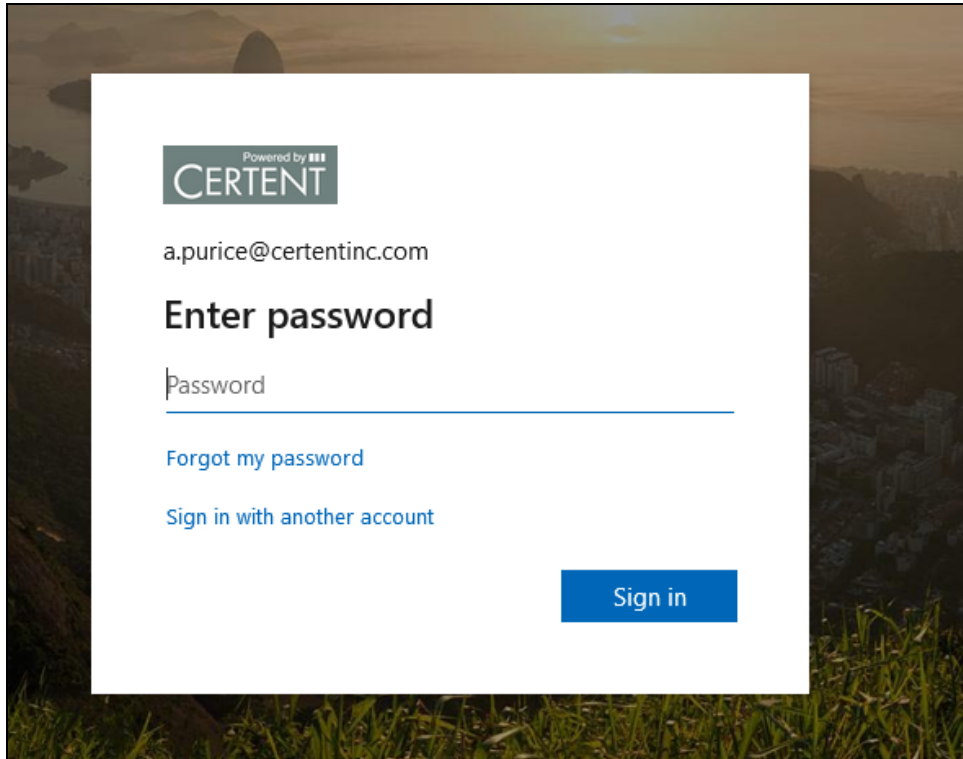 Powered by
CERTENT
a.purice@certentinc.com
Enter password
Password
Forgot my password
Sign in with another account
Sign in